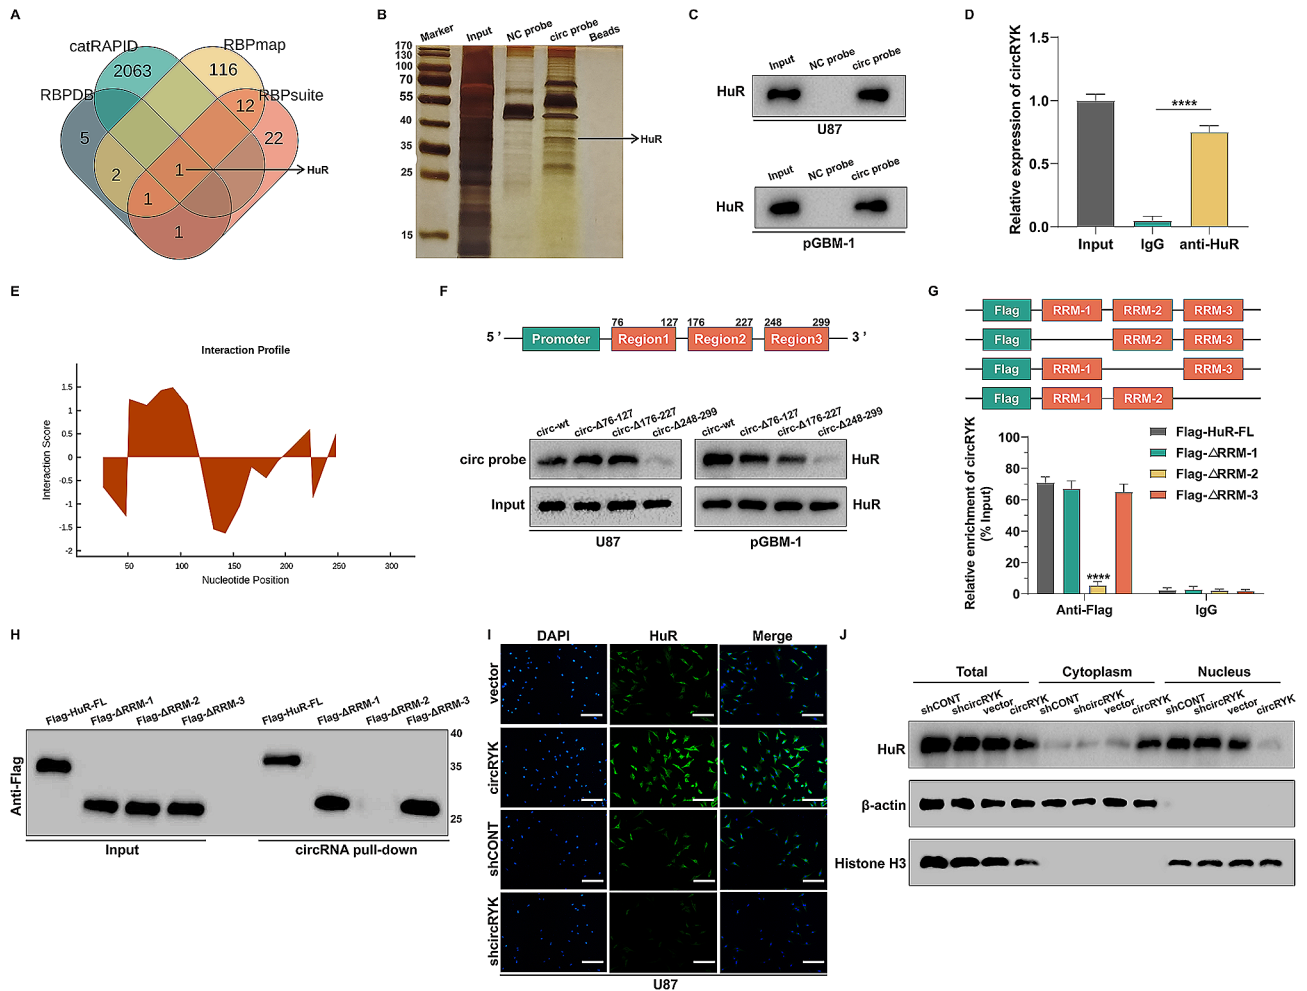 A
catRAPID
RBPmap
2063
116
RBPDB
RBPsuite
12
5
22
2
1
HuR
1
1
B
Marker
Input
NC probe
circ probe
Beads
170
130
100
70
55
40
35
25
15
HuR
C
Input
NC probe
circ probe
HuR
U87
Input
NC probe
circ probe
HuR
pGBM-1
D
Relative expression of circRYK
1.5
1.0
0.5
0.0
****
Input
IgG
anti-HuR
E
Interaction Profile
Interaction Score
1.5
1
0.5
0
-0.5
-1
-1.5
-2
50
100
150
200
250
300
Nucleotide Position
F
76
127
176
227
248
299
5 '
Promoter
Region1
Region2
Region3
3 '
circ-wt
circ-Δ76-127
circ-Δ176-227
circ-Δ248-299
circ-wt
circ-Δ76-127
circ-Δ176-227
circ-Δ248-299
circ probe
HuR
Input
HuR
U87
pGBM-1
G
Flag
RRM-1
RRM-2
RRM-3
Flag
RRM-2
RRM-3
Flag
RRM-1
RRM-3
Flag
RRM-1
RRM-2
Relative enrichment of circRYK
(% Input)
100
80
60
40
20
0
Flag-HuR-FL
Flag-△RRM-1
Flag-△RRM-2
Flag-△RRM-3
****
Anti-Flag
IgG
H
Flag-HuR-FL
Flag-ΔRRM-1
Flag-ΔRRM-2
Flag-ΔRRM-3
Flag-HuR-FL
Flag-ΔRRM-1
Flag-ΔRRM-2
Flag-ΔRRM-3
Anti-Flag
40
35
25
Input
circRNA pull-down
I
DAPI
HuR
Merge
vector
circRYK
shCONT
shcircRYK
U87
J
Total
Cytoplasm
Nucleus
shCONT
shcircRYK
vector
circRYK
shCONT
shcircRYK
vector
circRYK
shCONT
shcircRYK
vector
circRYK
HuR
β-actin
Histone H3